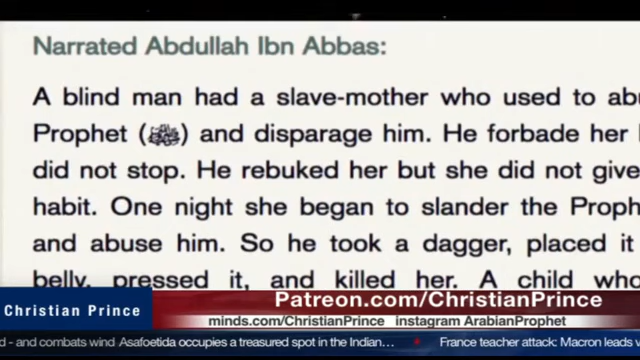 Narrated Abdullah Ibn Abbas:
A blind man had a slave-mother who used to abu
Prophet (ﷺ) and disparage him. He forbade her
did not stop. He rebuked her but she did not give
habit. One night she began to slander the Proph
and abuse him. So he took a dagger, placed it
belly, pressed it, and killed her. A child who
Patreon.com/ChristianPrince
Christian Prince
minds.com/ChristianPrince instagram ArabianProphet
d - and combats wind Asafoetida occupies a treasured spot in the Indian... France teacher attack: Macron leads v